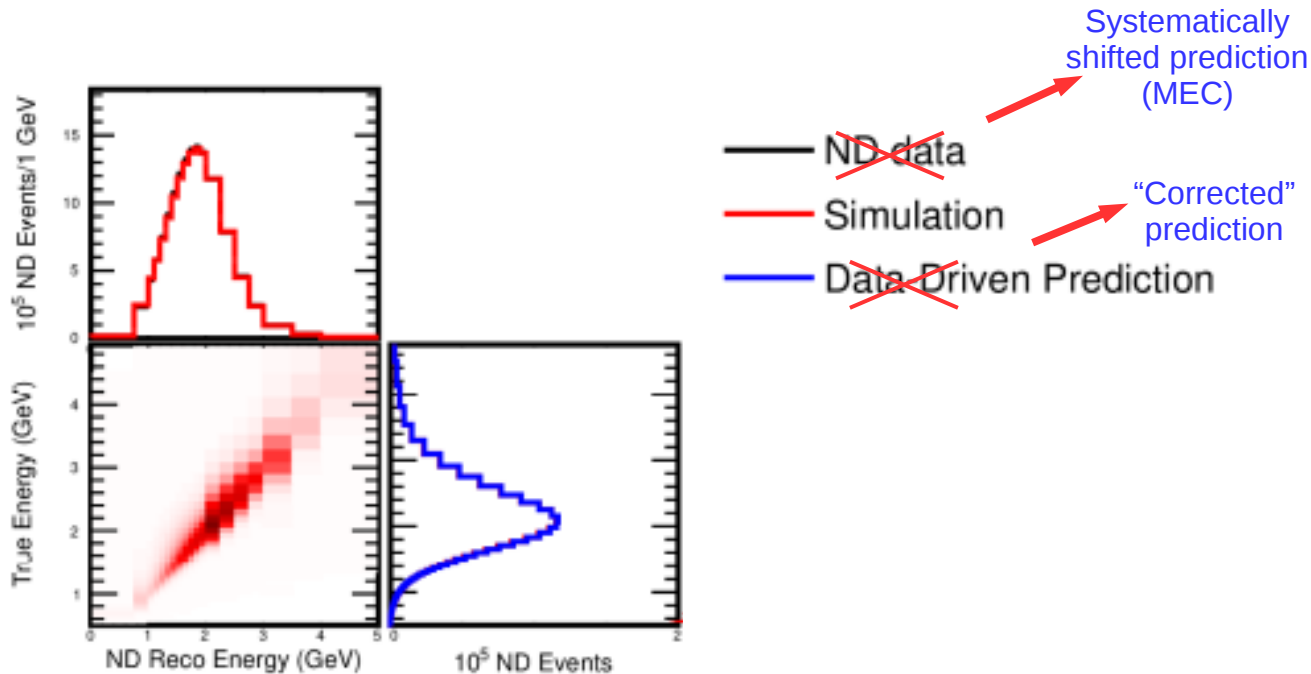 Systematically
shifted prediction
(MEC)
ND data
Simulation
“Corrected”
prediction
Data-Driven Prediction
10⁵ ND Events/1 GeV
15
10
5
0
True Energy (GeV)
4
3
2
1
0 1 2 3 4 5
ND Reco Energy (GeV)
0 2
10⁵ ND Events